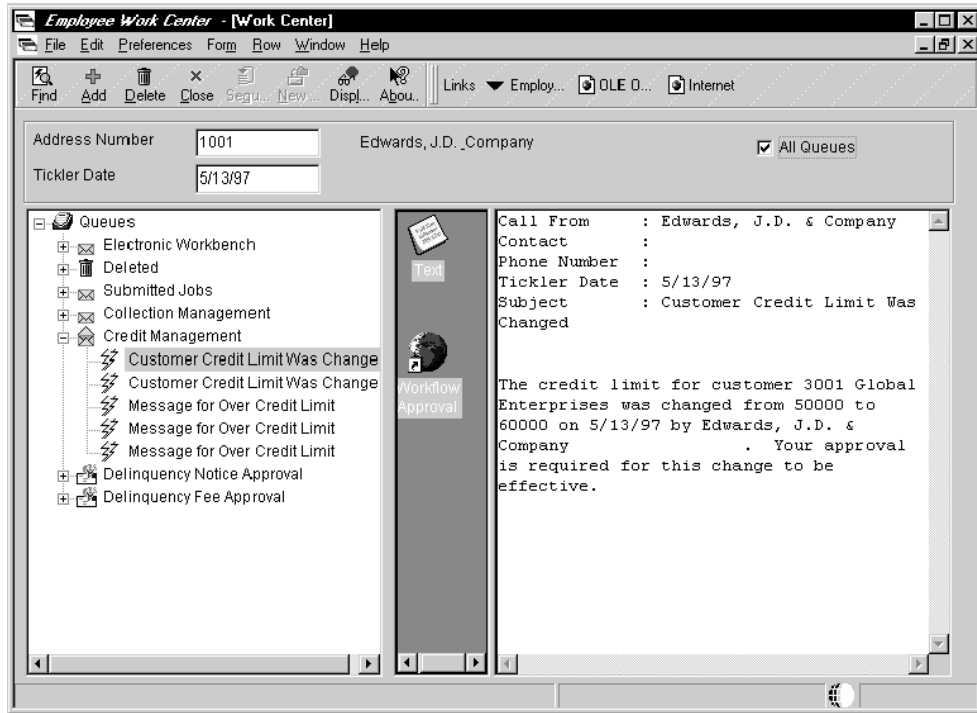 Employee Work Center - [Work Center]
File Edit Preferences Form Row Window Help
Find Add Delete Close Sequ... New... Displ... Abou.. Links Employ... OLE O... Internet
Address Number 1001 Edwards, J.D. _Company All Queues
Tickler Date 5/13/97
Queues
Electronic Workbench
Deleted
Submitted Jobs
Collection Management
Credit Management
Customer Credit Limit Was Change
Customer Credit Limit Was Change
Message for Over Credit Limit
Message for Over Credit Limit
Message for Over Credit Limit
Delinquency Notice Approval
Delinquency Fee Approval
Text
Workflow
Approval
Call From : Edwards, J.D. & Company
Contact :
Phone Number :
Tickler Date : 5/13/97
Subject : Customer Credit Limit Was
Changed
The credit limit for customer 3001 Global
Enterprises was changed from 50000 to
60000 on 5/13/97 by Edwards, J.D. &
Company . Your approval
is required for this change to be
effective.